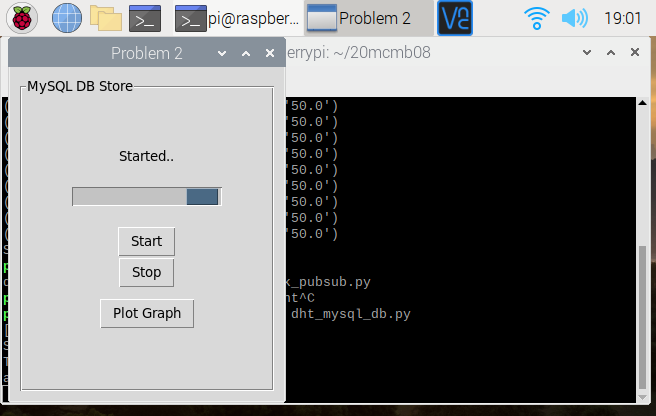 pi@raspber...
Problem 2
19:01
Problem 2
errypi: ~/20mcmb08
MySQL DB Store
Started..
Start
Stop
Plot Graph
'50.0')
'50.0')
'50.0')
'50.0')
'50.0')
'50.0')
'50.0')
'50.0')
'50.0')
_pubsub.py
nt^C
dht_mysql_db.py